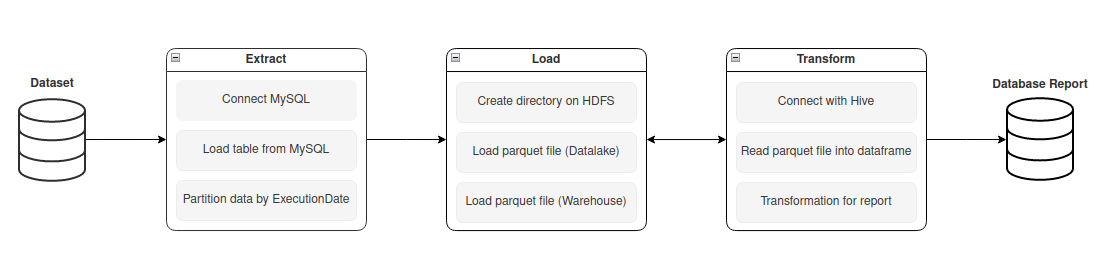 Dataset
Extract
Connect MySQL
Load table from MySQL
Partition data by ExecutionDate
Load
Create directory on HDFS
Load parquet file (Datalake)
Load parquet file (Warehouse)
Transform
Connect with Hive
Read parquet file into dataframe
Transformation for report
Database Report